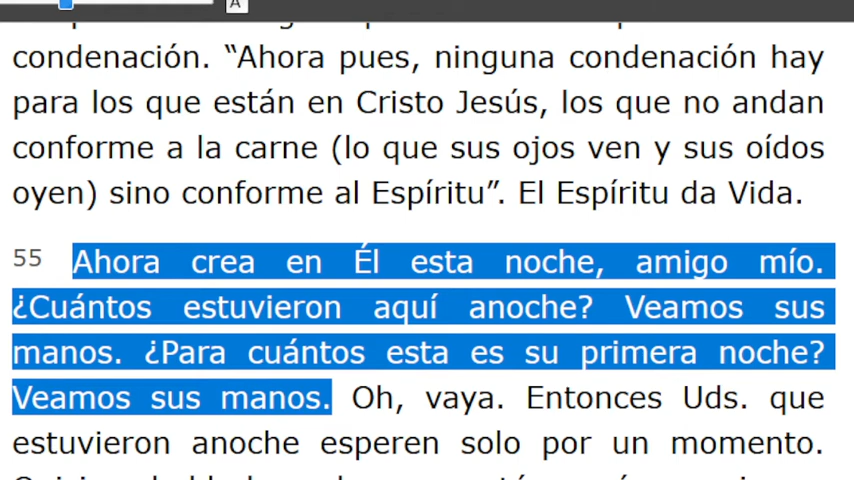 A
condenación. “Ahora pues, ninguna condenación hay
para los que están en Cristo Jesús, los que no andan
conforme a la carne (lo que sus ojos ven y sus oídos
oyen) sino conforme al Espíritu”. El Espíritu da Vida.
55 Ahora crea en Él esta noche, amigo mío.
¿Cuántos estuvieron aquí anoche? Veamos sus
manos. ¿Para cuántos esta es su primera noche?
Veamos sus manos. Oh, vaya. Entonces Uds. que
estuvieron anoche esperen solo por un momento.